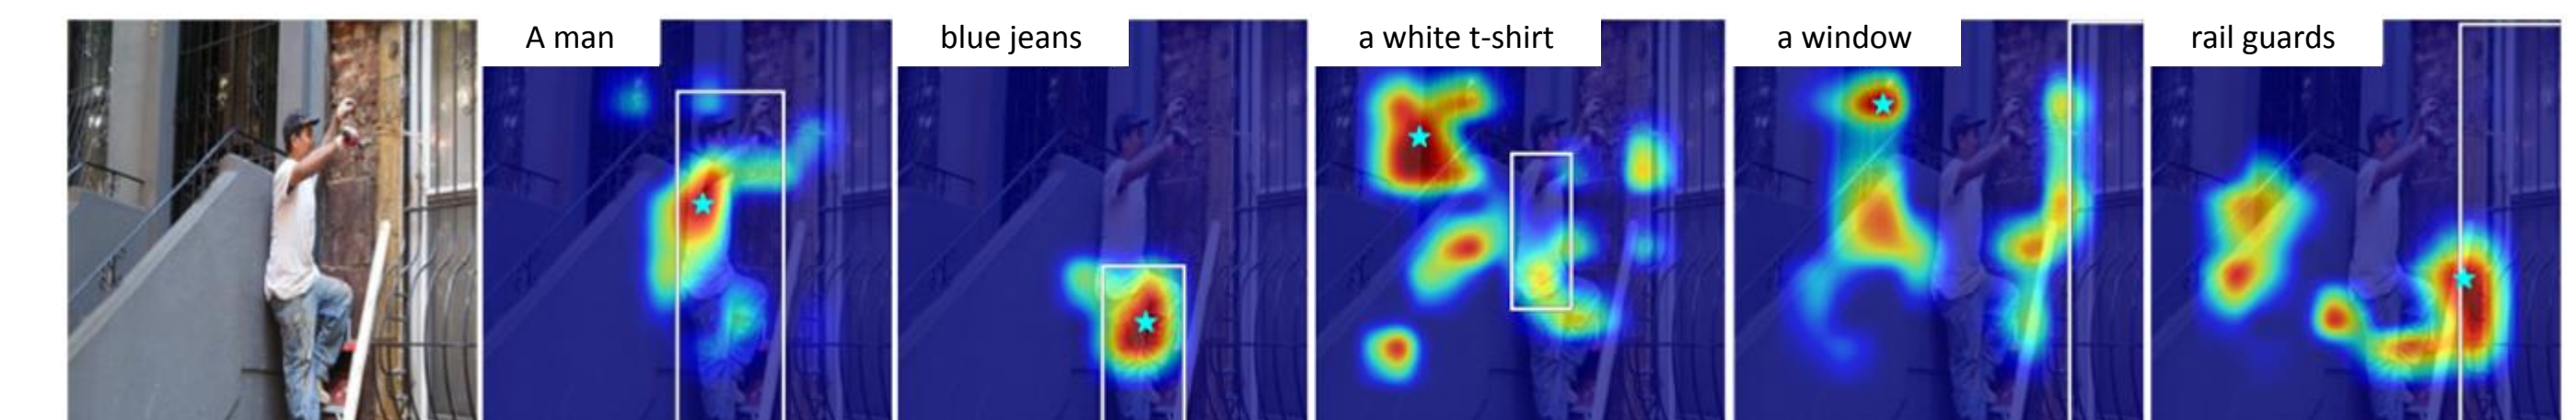 A man
blue jeans
a white t-shirt
a window
rail guards